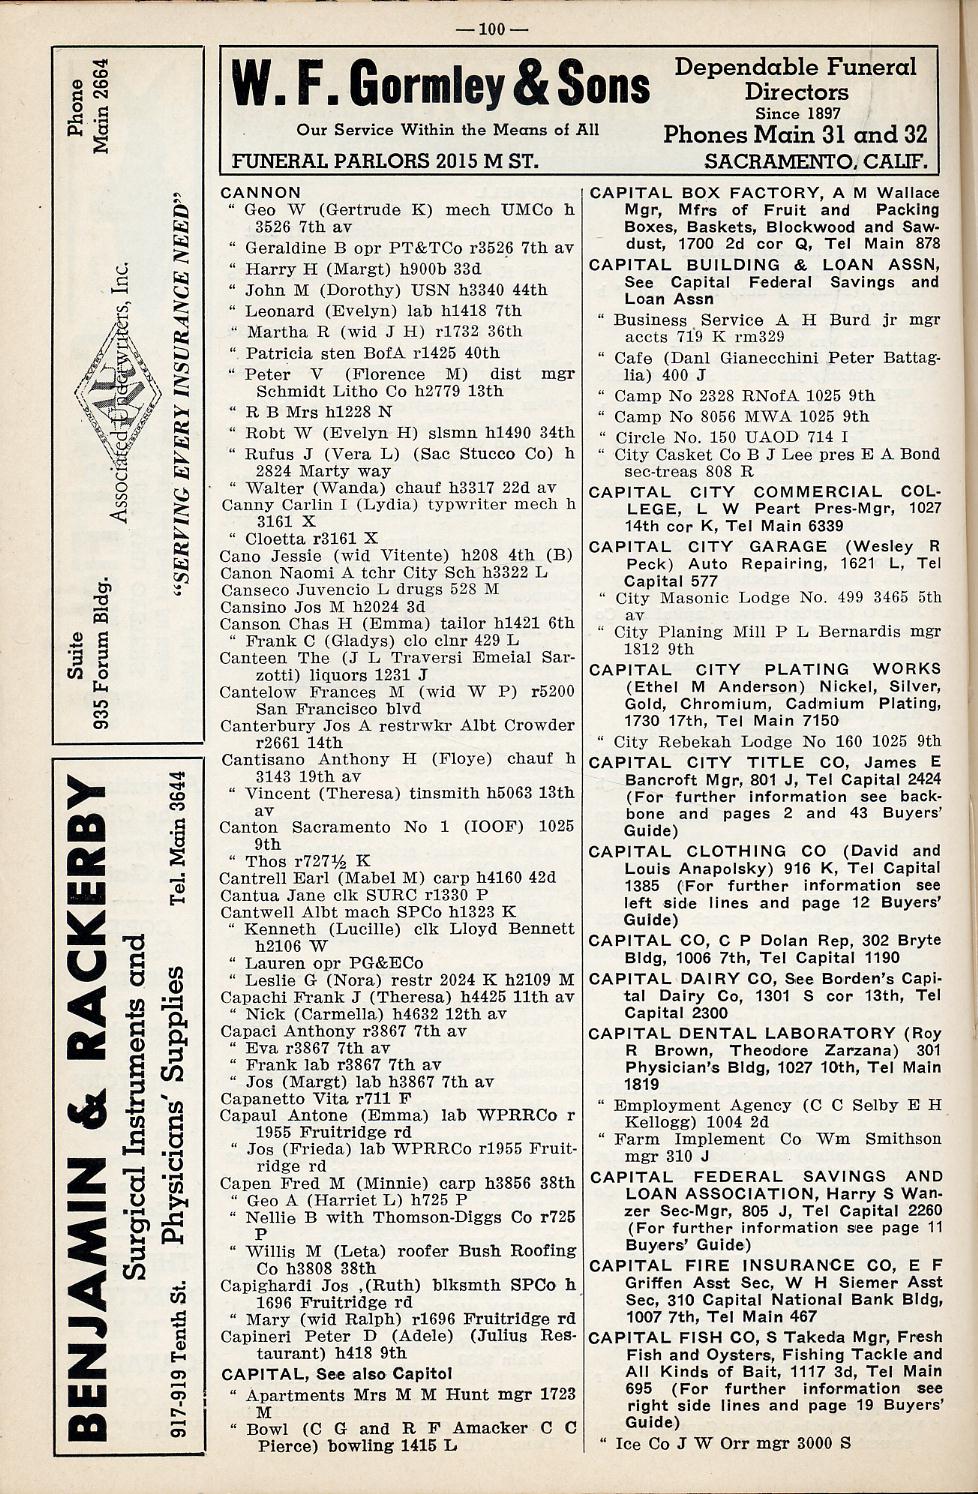 — 100 —
W. F. Gormley & Sons
Our Service Within the Means of All
FUNERAL PARLORS 2015 M ST.
Dependable Funeral
Directors
Since 1897
Phones Main 31 and 32
SACRAMENTO, CALIF.
Suite
935 Forum Bldg.
Associated Underwriters, Inc.
Phone
Main 2664
"SERVING EVERY INSURANCE NEED"
BENJAMIN & RACKERBY
Surgical Instruments and
Physicians' Supplies
917-919 Tenth St.
Tel. Main 3644
CANNON
" Geo W (Gertrude K) mech UMCo h
3526 7th av
" Geraldine B opr PT&TCo r3526 7th av
" Harry H (Margt) h900b 33d
" John M (Dorothy) USN h3340 44th
" Leonard (Evelyn) lab h1418 7th
" Martha R (wid J H) r1732 36th
" Patricia sten BofA r1425 40th
" Peter V (Florence M) dist mgr
Schmidt Litho Co h2779 13th
" R B Mrs h1228 N
" Robt W (Evelyn H) slsmn h1490 34th
" Rufus J (Vera L) (Sac Stucco Co) h
2824 Marty way
" Walter (Wanda) chauf h3317 22d av
Canny Carlin I (Lydia) typwriter mech h
3161 X
" Cloetta r3161 X
Cano Jessie (wid Vitente) h208 4th (B)
Canon Naomi A tchr City Sch h3322 L
Canseco Juvencio L drugs 528 M
Cansino Jos M h2024 3d
Canson Chas H (Emma) tailor h1421 6th
" Frank C (Gladys) clo clnr 429 L
Canteen The (J L Traversi Emeial Sar-
zotti) liquors 1231 J
Cantelow Frances M (wid W P) r5200
San Francisco blvd
Canterbury Jos A restrwkr Albt Crowder
r2661 14th
Cantisano Anthony H (Floye) chauf h
3143 19th av
" Vincent (Theresa) tinsmith h5063 13th
av
Canton Sacramento No 1 (IOOF) 1025
9th
" Thos r727½ K
Cantrell Earl (Mabel M) carp h4160 42d
Cantua Jane clk SURC r1330 P
Cantwell Albt mach SPCo h1323 K
" Kenneth (Lucille) clk Lloyd Bennett
h2106 W
" Lauren opr PG&ECo
" Leslie G (Nora) restr 2024 K h2109 M
Capachi Frank J (Theresa) h4425 11th av
" Nick (Carmella) h4632 12th av
Capaci Anthony r3867 7th av
" Eva r3867 7th av
" Frank lab r3867 7th av
" Jos (Margt) lab h3867 7th av
Capanetto Vita r711 F
Capaul Antone (Emma) lab WPRRCo r
1955 Fruitridge rd
" Jos (Frieda) lab WPRRCo r1955 Fruit-
ridge rd
Capen Fred M (Minnie) carp h3856 38th
" Geo A (Harriet L) h725 P
" Nellie B with Thomson-Diggs Co r725
P
" Willis M (Leta) roofer Bush Roofing
Co h3808 38th
Capighardi Jos ,(Ruth) blksmth SPCo h
1696 Fruitridge rd
" Mary (wid Ralph) r1696 Fruitridge rd
Capineri Peter D (Adele) (Julius Res-
taurant) h418 9th
CAPITAL, See also Capitol
" Apartments Mrs M M Hunt mgr 1723
M
" Bowl (C G and R F Amacker C C
Pierce) bowling 1415 L
CAPITAL BOX FACTORY, A M Wallace
Mgr, Mfrs of Fruit and Packing
Boxes, Baskets, Blockwood and Saw-
dust, 1700 2d cor Q, Tel Main 878
CAPITAL BUILDING & LOAN ASSN,
See Capital Federal Savings and
Loan Assn
" Business Service A H Burd jr mgr
accts 719 K rm329
" Cafe (Danl Gianecchini Peter Battag-
lia) 400 J
" Camp No 2328 RNofA 1025 9th
" Camp No 8056 MWA 1025 9th
" Circle No. 150 UAOD 714 I
" City Casket Co B J Lee pres E A Bond
sec-treas 808 R
CAPITAL CITY COMMERCIAL COL-
LEGE, L W Peart Pres-Mgr, 1027
14th cor K, Tel Main 6339
CAPITAL CITY GARAGE (Wesley R
Peck) Auto Repairing, 1621 L, Tel
Capital 577
" City Masonic Lodge No. 499 3465 5th
av
" City Planing Mill P L Bernardis mgr
1812 9th
CAPITAL CITY PLATING WORKS
(Ethel M Anderson) Nickel, Silver,
Gold, Chromium, Cadmium Plating,
1730 17th, Tel Main 7150
" City Rebekah Lodge No 160 1025 9th
CAPITAL CITY TITLE CO, James E
Bancroft Mgr, 801 J, Tel Capital 2424
(For further information see back-
bone and pages 2 and 43 Buyers'
Guide)
CAPITAL CLOTHING CO (David and
Louis Anapolsky) 916 K, Tel Capital
1385 (For further information see
left side lines and page 12 Buyers'
Guide)
CAPITAL CO, C P Dolan Rep, 302 Bryte
Bldg, 1006 7th, Tel Capital 1190
CAPITAL DAIRY CO, See Borden's Capi-
tal Dairy Co, 1301 S cor 13th, Tel
Capital 2300
CAPITAL DENTAL LABORATORY (Roy
R Brown, Theodore Zarzana) 301
Physician's Bldg, 1027 10th, Tel Main
1819
" Employment Agency (C C Selby E H
Kellogg) 1004 2d
" Farm Implement Co Wm Smithson
mgr 310 J
CAPITAL FEDERAL SAVINGS AND
LOAN ASSOCIATION, Harry S Wan-
zer Sec-Mgr, 805 J, Tel Capital 2260
(For further information see page 11
Buyers' Guide)
CAPITAL FIRE INSURANCE CO, E F
Griffen Asst Sec, W H Siemer Asst
Sec, 310 Capital National Bank Bldg,
1007 7th, Tel Main 467
CAPITAL FISH CO, S Takeda Mgr, Fresh
Fish and Oysters, Fishing Tackle and
All Kinds of Bait, 1117 3d, Tel Main
695 (For further information see
right side lines and page 19 Buyers'
Guide)
" Ice Co J W Orr mgr 3000 S